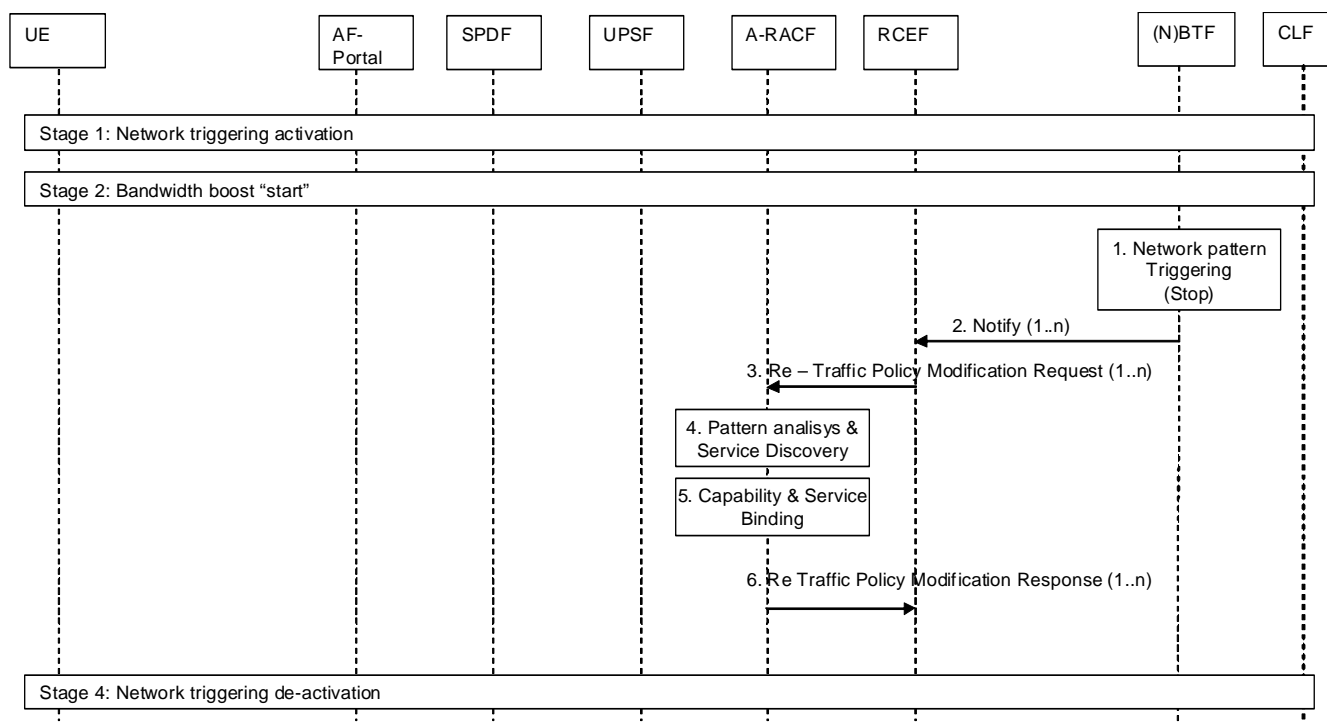 UE
AF-
Portal
SPDF
UPSF
A-RACF
RCEF
(N)BTF
CLF
Stage 1: Network triggering activation
Stage 2: Bandwidth boost “start”
1. Network pattern
Triggering
(Stop)
2. Notify (1..n)
3. Re – Traffic Policy Modification Request (1..n)
4. Pattern analisys &
Service Discovery
5. Capability & Service
Binding
6. Re Traffic Policy Modification Response (1..n)
Stage 4: Network triggering de-activation